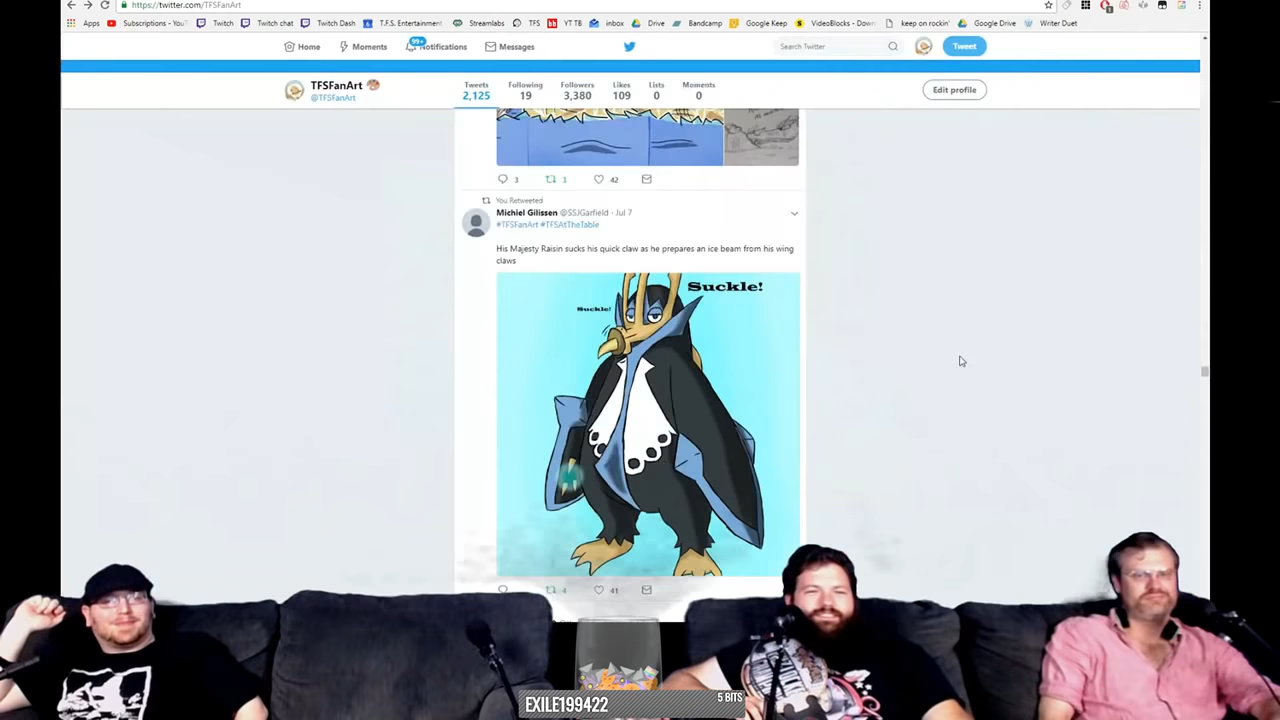 https://twitter.com/TFSFanArt
Apps Subscriptions - You Twitch Twitch chat Twitch Dash T.F.S. Entertainment Streamlabs TFS YT TB inbox Drive Bandcamp Google Keep VideoBlocks - Down keep on rockin' Google Drive Writer Duet
Home Moments 99+ Notifications Messages Search Twitter Tweet
TFSFanArt
@TFSFanArt
Tweets Following Followers Likes Lists Moments
2,125 19 3,380 109 0 0
Edit profile
3 3 42
You Retweeted
Michiel Gilissen @SSJGarfield · Jul 7
#TFSFanArt #TFSAtTheTable
His Majesty Raisin sucks his quick claw as he prepares an ice beam from his wing
claws
Suckle!
Suckle!
4 41
EXILE199422
5 BITS